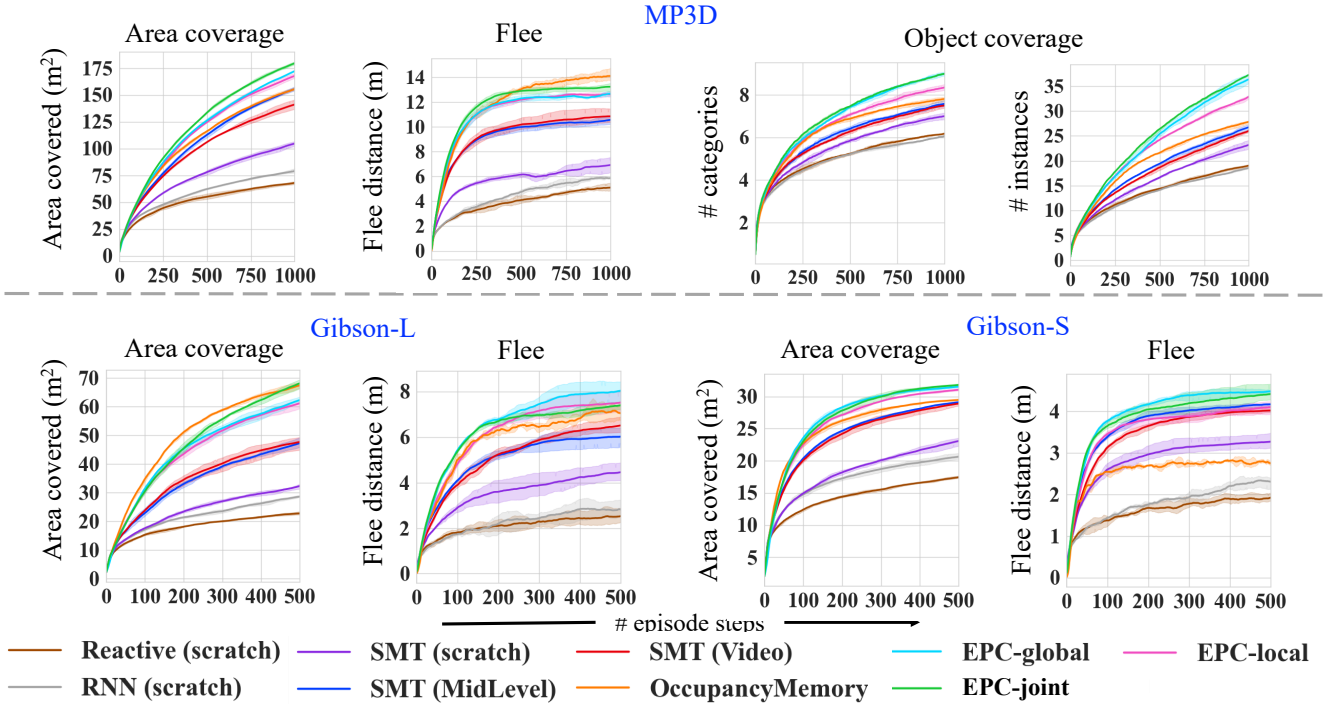 MP3D
Area coverage
Flee
Object coverage
Area covered (m²)
175
150
125
100
75
50
25
0
0 250 500 750 1000
Flee distance (m)
14
12
10
8
6
4
2
0
0 250 500 750 1000
# categories
8
6
4
2
0 250 500 750 1000
# instances
35
30
25
20
15
10
5
0
0 250 500 750 1000
Gibson-L
Gibson-S
Area coverage
Flee
Area coverage
Flee
Area covered (m²)
70
60
50
40
30
20
10
0
0 100 200 300 400 500
Flee distance (m)
8
6
4
2
0
0 100 200 300 400 500
Area covered (m²)
30
25
20
15
10
5
0 100 200 300 400 500
Flee distance (m)
4
3
2
1
0
0 100 200 300 400 500
# episode steps
Reactive (scratch) SMT (scratch) SMT (Video) EPC-global EPC-local
RNN (scratch) SMT (MidLevel) OccupancyMemory EPC-joint